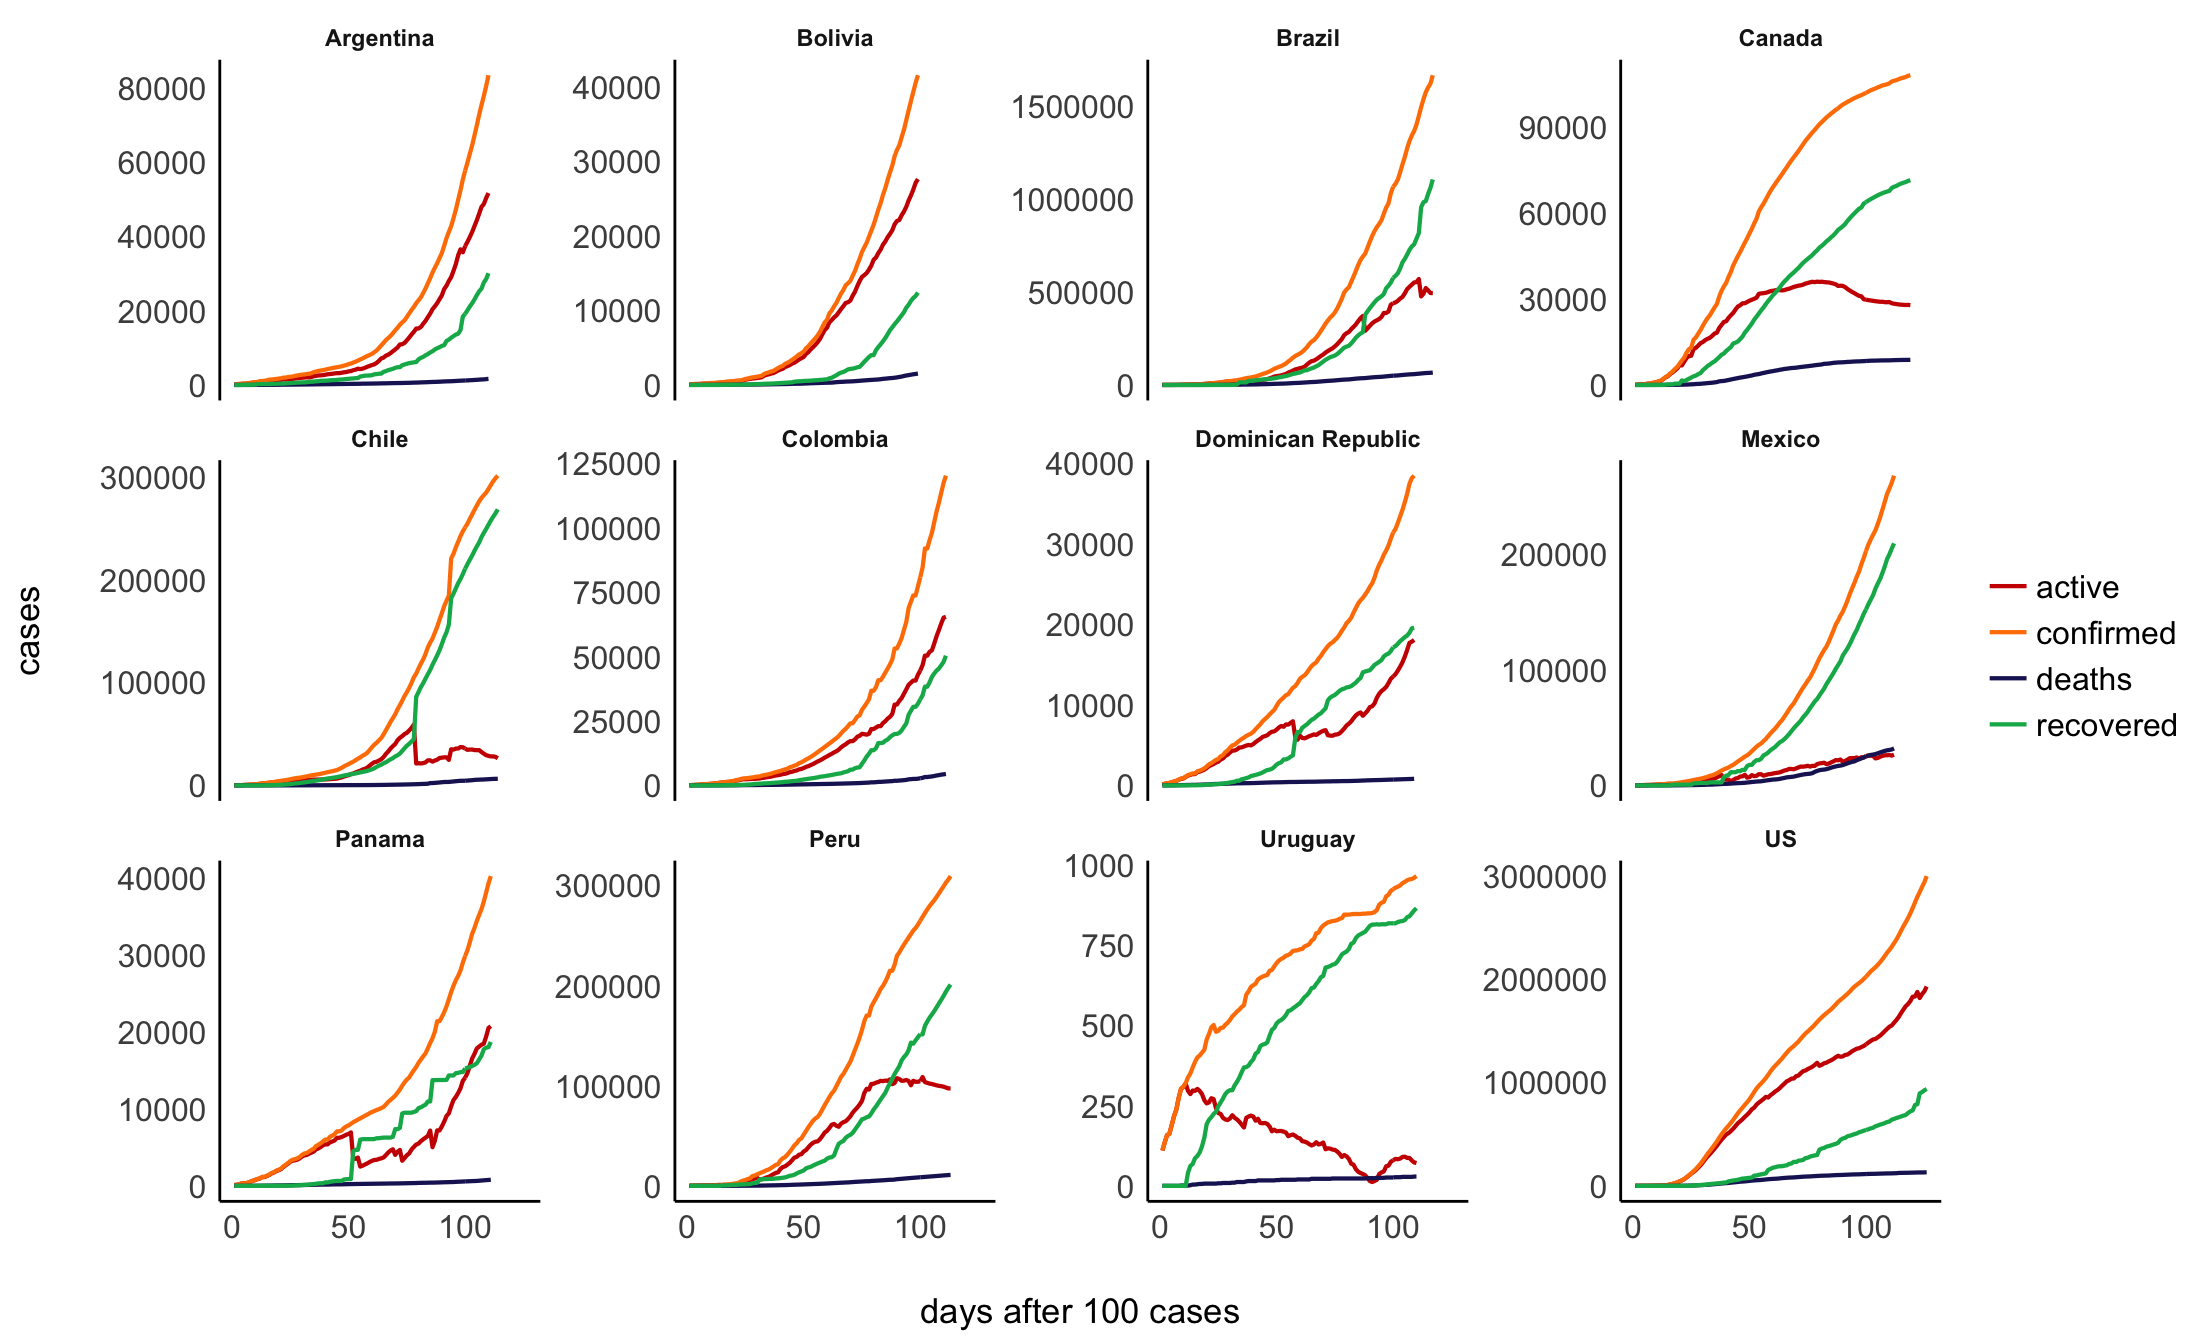 Argentina
Bolivia
Brazil
Canada
80000
60000
40000
20000
0
40000
30000
20000
10000
0
1500000
1000000
500000
0
90000
60000
30000
0
Chile
Colombia
Dominican Republic
Mexico
300000
200000
100000
0
125000
100000
75000
50000
25000
0
40000
30000
20000
10000
0
200000
100000
0
cases
active
confirmed
deaths
recovered
Panama
Peru
Uruguay
US
40000
30000
20000
10000
0
300000
200000
100000
0
1000
750
500
250
0
3000000
2000000
1000000
0
0 50 100
0 50 100
0 50 100
0 50 100
days after 100 cases